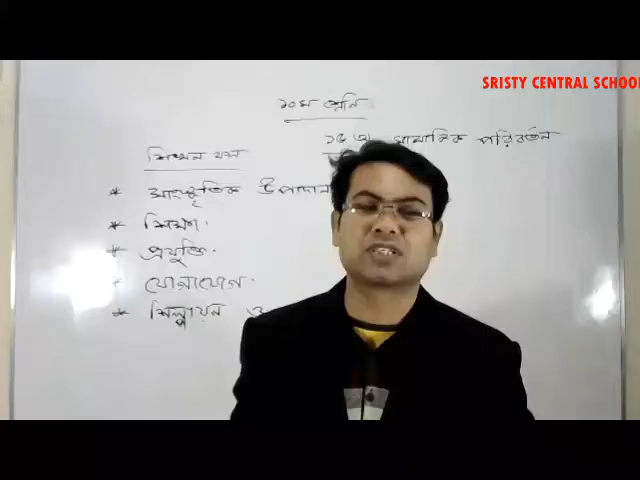 SRISTY CENTRAL SCHOOL
১০ম শ্রেনি
১৫ অ সামাজিক পরিবর্তন
শিখন ফল
* সাংস্কৃতিক উপাদান
* শিক্ষা.
* প্রযুক্তি.
* যোগাযোগ.
* শিল্পায়ন ও